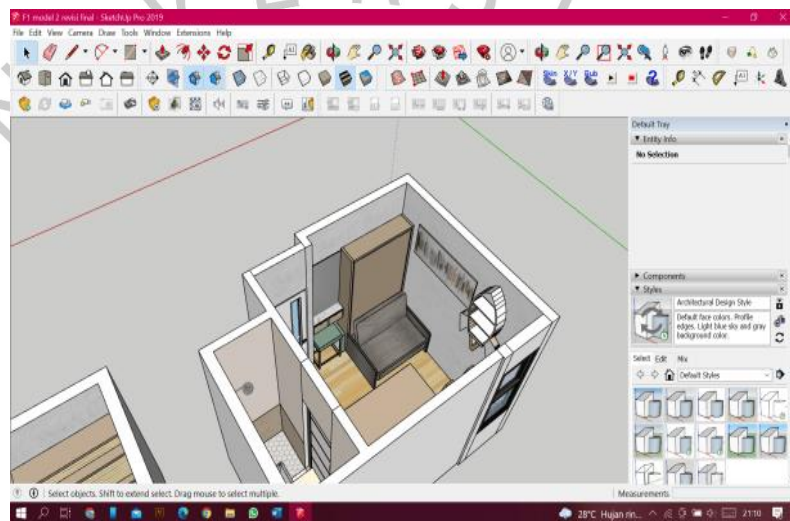 F1 model 2 revisi final - SketchUp Pro 2019
File Edit View Camera Draw Tools Window Extensions Help
Skin X/Y Bub
Default Tray
Entity Info
No Selection
Components
Styles
Architectural Design Style
Default face colors. Profile
edges. Light blue sky and gray
background color.
Select Edit Mix
Default Styles
Select objects. Shift to extend select. Drag mouse to select multiple.
Measurements
28°C Hujan rin...
21:10